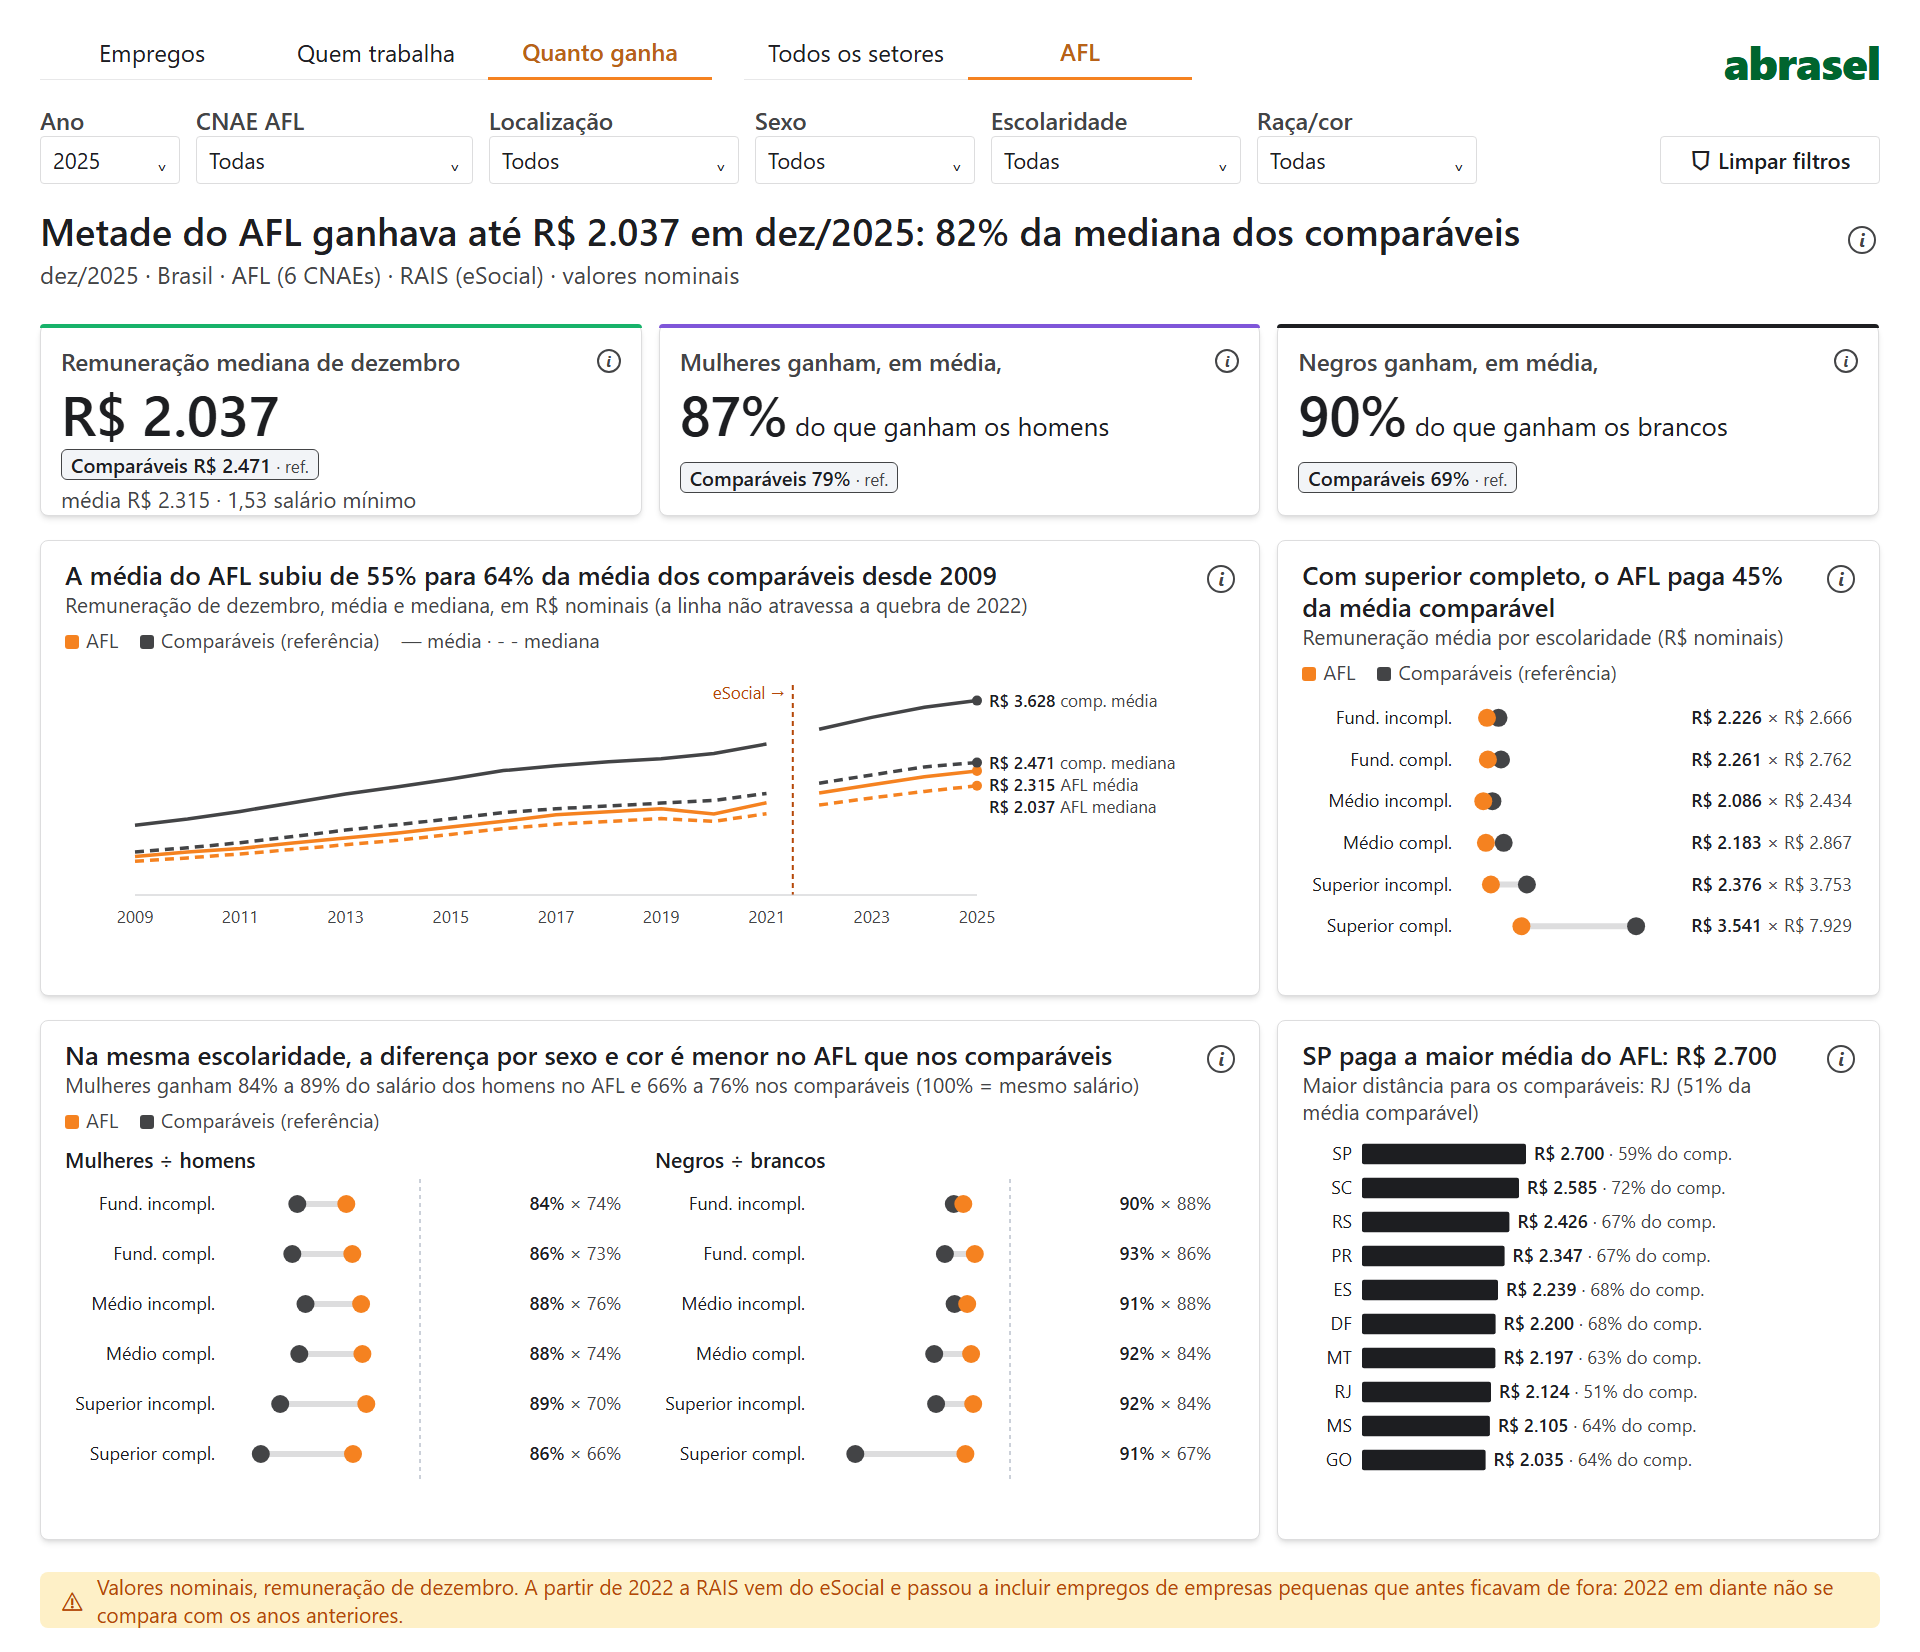 Empregos
Quem trabalha
Quanto ganha
Todos os setores
AFL
abrasel
Ano
CNAE AFL
Localização
Sexo
Escolaridade
Raça/cor
2025
Todas
Todos
Todos
Todas
Todas
Limpar filtros
Metade do AFL ganhava até R$ 2.037 em dez/2025: 82% da mediana dos comparáveis
dez/2025 · Brasil · AFL (6 CNAEs) · RAIS (eSocial) · valores nominais
Remuneração mediana de dezembro
R$ 2.037
Comparáveis R$ 2.471 · ref.
média R$ 2.315 · 1,53 salário mínimo
Mulheres ganham, em média,
87% do que ganham os homens
Comparáveis 79% · ref.
Negros ganham, em média,
90% do que ganham os brancos
Comparáveis 69% · ref.
A média do AFL subiu de 55% para 64% da média dos comparáveis desde 2009
Remuneração de dezembro, média e mediana, em R$ nominais (a linha não atravessa a quebra de 2022)
AFL Comparáveis (referência) — média · - - mediana
eSocial →
R$ 3.628 comp. média
R$ 2.471 comp. mediana
R$ 2.315 AFL média
R$ 2.037 AFL mediana
2009 2011 2013 2015 2017 2019 2021 2023 2025
Com superior completo, o AFL paga 45%
da média comparável
Remuneração média por escolaridade (R$ nominais)
AFL Comparáveis (referência)
Fund. incompl. R$ 2.226 × R$ 2.666
Fund. compl. R$ 2.261 × R$ 2.762
Médio incompl. R$ 2.086 × R$ 2.434
Médio compl. R$ 2.183 × R$ 2.867
Superior incompl. R$ 2.376 × R$ 3.753
Superior compl. R$ 3.541 × R$ 7.929
Na mesma escolaridade, a diferença por sexo e cor é menor no AFL que nos comparáveis
Mulheres ganham 84% a 89% do salário dos homens no AFL e 66% a 76% nos comparáveis (100% = mesmo salário)
AFL Comparáveis (referência)
Mulheres ÷ homens
Fund. incompl. 84% × 74%
Fund. compl. 86% × 73%
Médio incompl. 88% × 76%
Médio compl. 88% × 74%
Superior incompl. 89% × 70%
Superior compl. 86% × 66%
Negros ÷ brancos
Fund. incompl. 90% × 88%
Fund. compl. 93% × 86%
Médio incompl. 91% × 88%
Médio compl. 92% × 84%
Superior incompl. 92% × 84%
Superior compl. 91% × 67%
SP paga a maior média do AFL: R$ 2.700
Maior distância para os comparáveis: RJ (51% da
média comparável)
SP R$ 2.700 · 59% do comp.
SC R$ 2.585 · 72% do comp.
RS R$ 2.426 · 67% do comp.
PR R$ 2.347 · 67% do comp.
ES R$ 2.239 · 68% do comp.
DF R$ 2.200 · 68% do comp.
MT R$ 2.197 · 63% do comp.
RJ R$ 2.124 · 51% do comp.
MS R$ 2.105 · 64% do comp.
GO R$ 2.035 · 64% do comp.
Valores nominais, remuneração de dezembro. A partir de 2022 a RAIS vem do eSocial e passou a incluir empregos de empresas pequenas que antes ficavam de fora: 2022 em diante não se
compara com os anos anteriores.